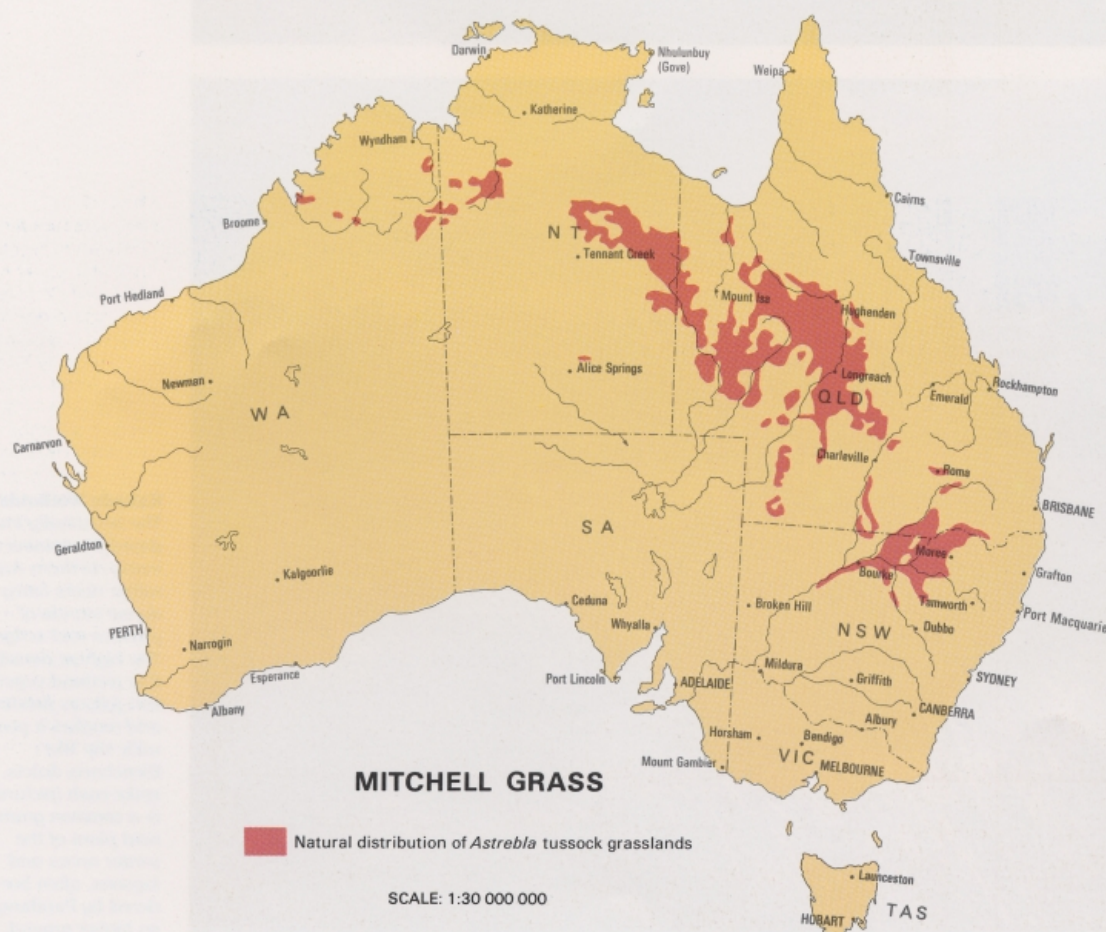 Darwin
Nhulunbuy
(Gove)
Weipa
Katherine
Wyndham
Cairns
Broome
N T
Tennant Creek
Townsville
Port Hedland
Mount Isa
Hughenden
Newman
Alice Springs
Longreach
Rockhampton
Emerald
QLD
W A
Carnarvon
Charleville
Roma
BRISBANE
S A
Geraldton
Moree
Bourke
Grafton
Kalgoorlie
Ceduna
Broken Hill
Tamworth
Port Macquarie
PERTH
Narrogin
Whyalla
NSW
Dubbo
Esperance
Port Lincoln
ADELAIDE
Mildura
Griffith
SYDNEY
Albany
CANBERRA
Albury
Horsham
Bendigo
VIC
Mount Gambier
MELBOURNE
MITCHELL GRASS
Natural distribution of Astrebla tussock grasslands
SCALE: 1:30 000 000
Launceston
TAS
HOBART